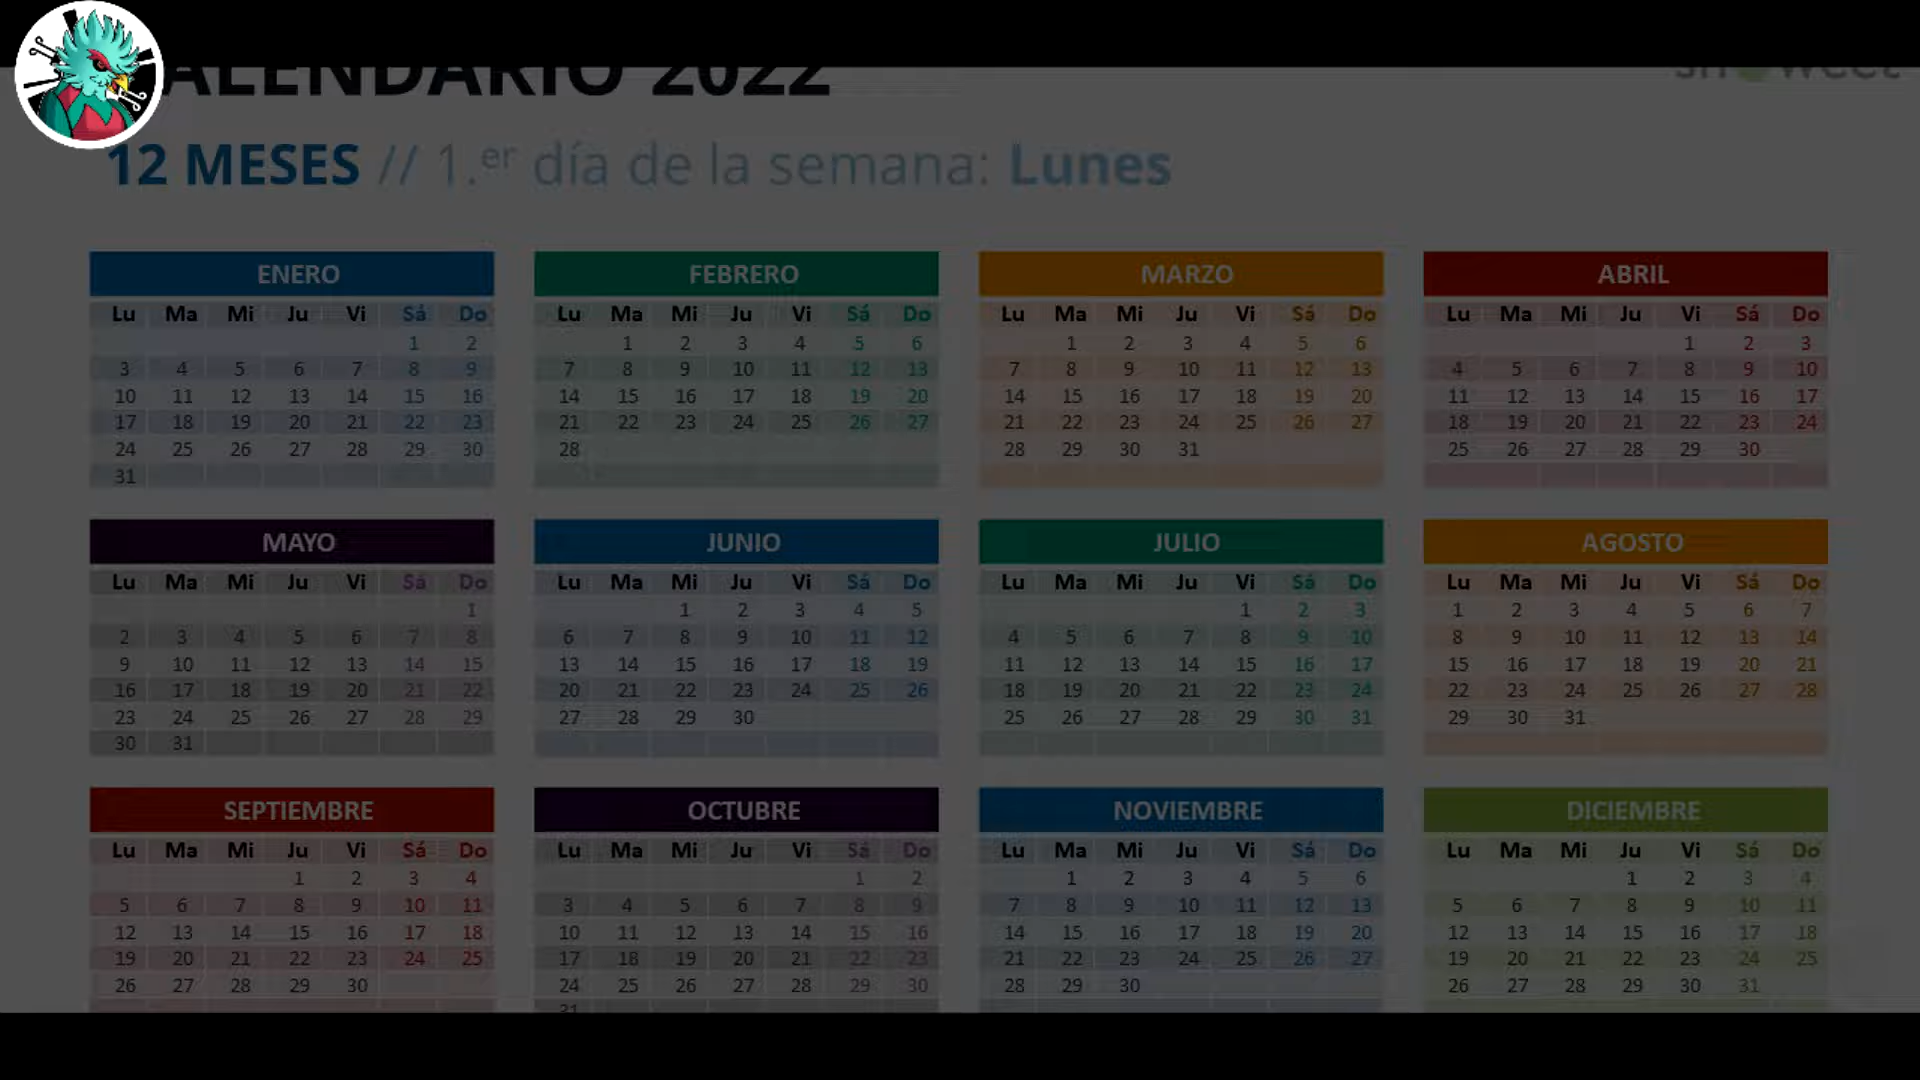 ALENDARIO 2022
showeet
12 MESES // 1.er día de la semana: Lunes
ENERO FEBRERO MARZO ABRIL
Lu Ma Mi Ju Vi Sá Do Lu Ma Mi Ju Vi Sá Do Lu Ma Mi Ju Vi Sá Do Lu Ma Mi Ju Vi Sá Do
1 2 1 2 3 4 5 6 1 2 3 4 5 6 1 2 3
3 4 5 6 7 8 9 7 8 9 10 11 12 13 7 8 9 10 11 12 13 4 5 6 7 8 9 10
10 11 12 13 14 15 16 14 15 16 17 18 19 20 14 15 16 17 18 19 20 11 12 13 14 15 16 17
17 18 19 20 21 22 23 21 22 23 24 25 26 27 21 22 23 24 25 26 27 18 19 20 21 22 23 24
24 25 26 27 28 29 30 28 28 29 30 31 25 26 27 28 29 30
31
MAYO JUNIO JULIO AGOSTO
Lu Ma Mi Ju Vi Sá Do Lu Ma Mi Ju Vi Sá Do Lu Ma Mi Ju Vi Sá Do Lu Ma Mi Ju Vi Sá Do
1 1 2 3 4 5 1 2 3 1 2 3 4 5 6 7
2 3 4 5 6 7 8 6 7 8 9 10 11 12 4 5 6 7 8 9 10 8 9 10 11 12 13 14
9 10 11 12 13 14 15 13 14 15 16 17 18 19 11 12 13 14 15 16 17 15 16 17 18 19 20 21
16 17 18 19 20 21 22 20 21 22 23 24 25 26 18 19 20 21 22 23 24 22 23 24 25 26 27 28
23 24 25 26 27 28 29 27 28 29 30 25 26 27 28 29 30 31 29 30 31
30 31
SEPTIEMBRE OCTUBRE NOVIEMBRE DICIEMBRE
Lu Ma Mi Ju Vi Sá Do Lu Ma Mi Ju Vi Sá Do Lu Ma Mi Ju Vi Sá Do Lu Ma Mi Ju Vi Sá Do
1 2 3 4 1 2 1 2 3 4 5 6 1 2 3 4
5 6 7 8 9 10 11 3 4 5 6 7 8 9 7 8 9 10 11 12 13 5 6 7 8 9 10 11
12 13 14 15 16 17 18 10 11 12 13 14 15 16 14 15 16 17 18 19 20 12 13 14 15 16 17 18
19 20 21 22 23 24 25 17 18 19 20 21 22 23 21 22 23 24 25 26 27 19 20 21 22 23 24 25
26 27 28 29 30 24 25 26 27 28 29 30 28 29 30 26 27 28 29 30 31
31